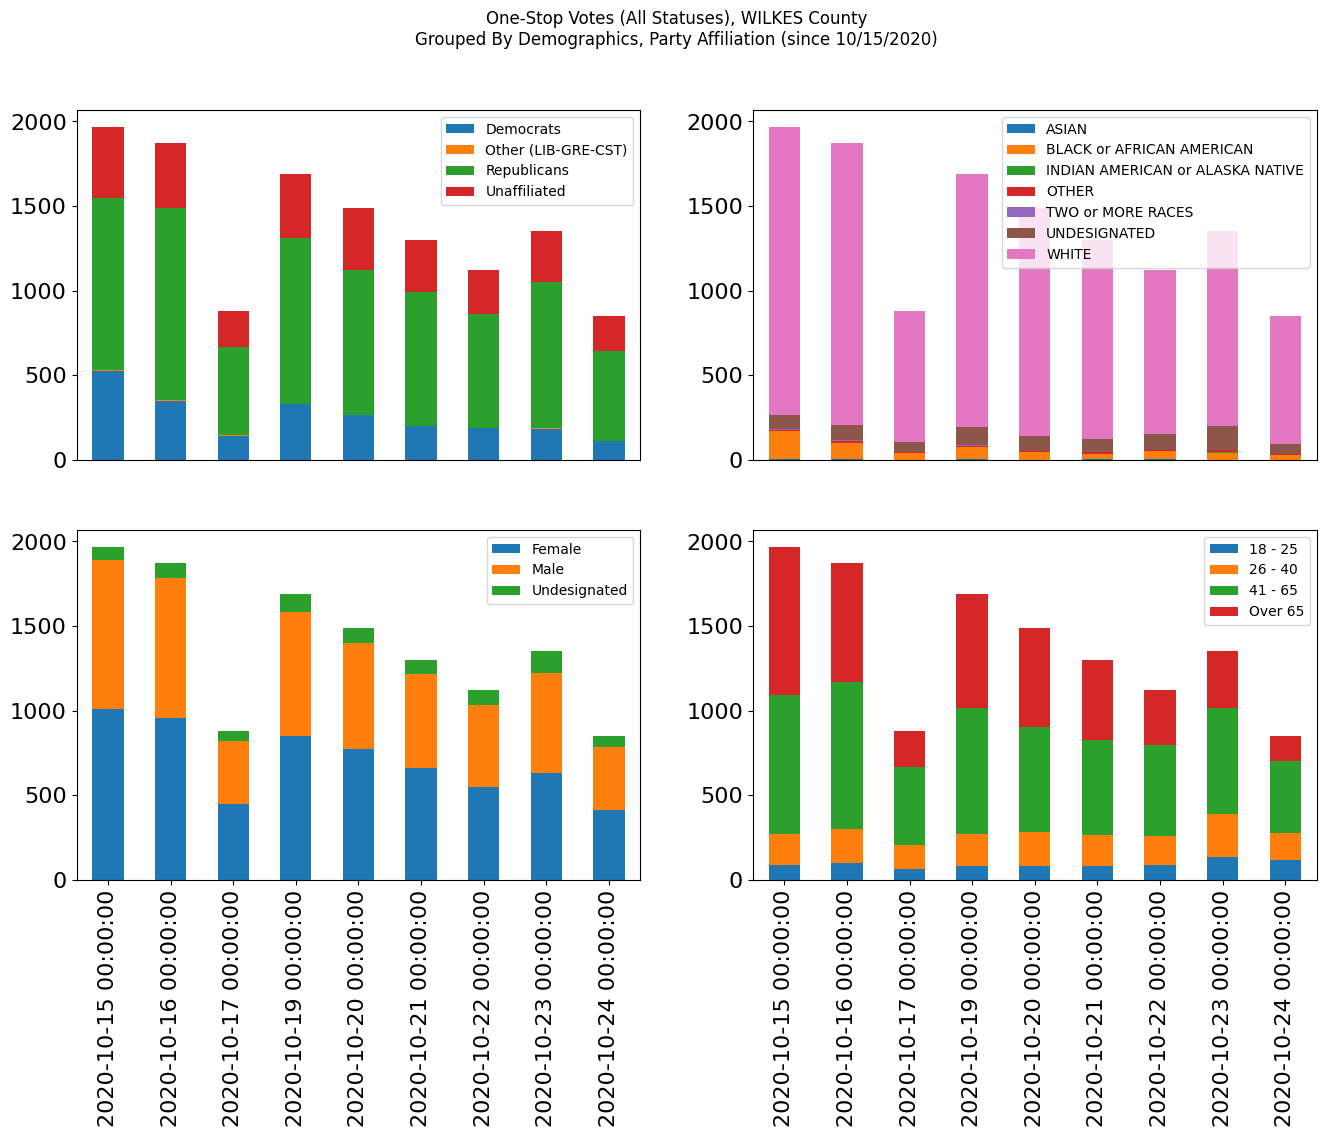 One-Stop Votes (All Statuses), WILKES County
Grouped By Demographics, Party Affiliation (since 10/15/2020)
2000
1500
1000
500
0
Democrats
Other (LIB-GRE-CST)
Republicans
Unaffiliated
2000
1500
1000
500
0
ASIAN
BLACK or AFRICAN AMERICAN
INDIAN AMERICAN or ALASKA NATIVE
OTHER
TWO or MORE RACES
UNDESIGNATED
WHITE
2000
1500
1000
500
0
Female
Male
Undesignated
2020-10-15 00:00:00
2020-10-16 00:00:00
2020-10-17 00:00:00
2020-10-19 00:00:00
2020-10-20 00:00:00
2020-10-21 00:00:00
2020-10-22 00:00:00
2020-10-23 00:00:00
2020-10-24 00:00:00
2000
1500
1000
500
0
18 - 25
26 - 40
41 - 65
Over 65
2020-10-15 00:00:00
2020-10-16 00:00:00
2020-10-17 00:00:00
2020-10-19 00:00:00
2020-10-20 00:00:00
2020-10-21 00:00:00
2020-10-22 00:00:00
2020-10-23 00:00:00
2020-10-24 00:00:00